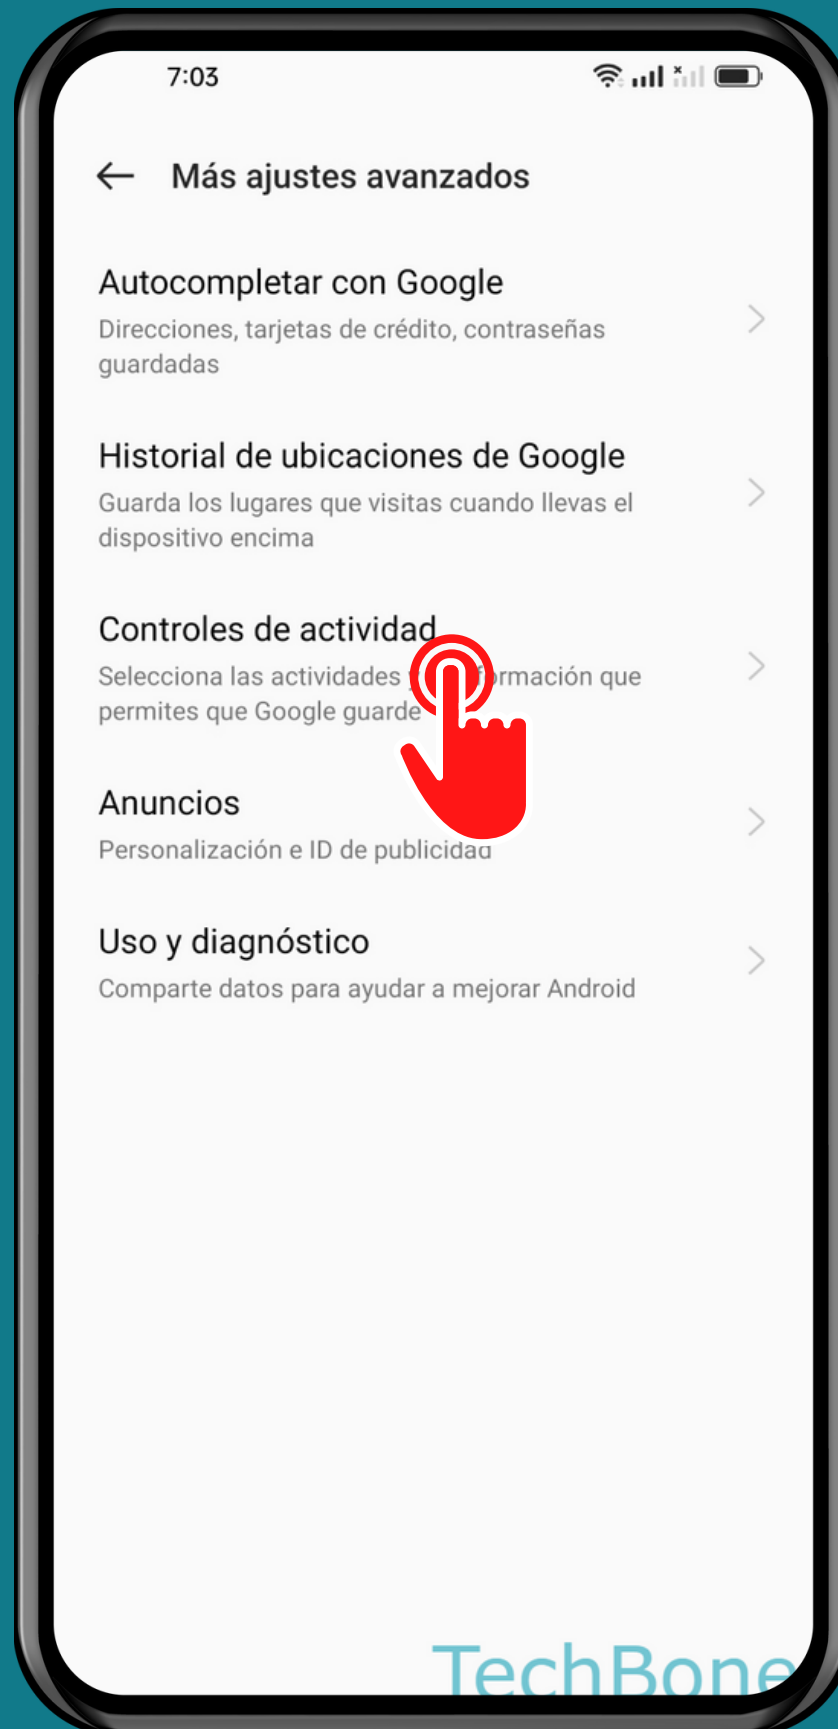 7:03
Más ajustes avanzados
Autocompletar con Google
Direcciones, tarjetas de crédito, contraseñas
guardadas
Historial de ubicaciones de Google
Guarda los lugares que visitas cuando llevas el
dispositivo encima
Controles de actividad
Selecciona las actividades que
permites que Google guarde
Anuncios
Personalización e ID de publicidad
Uso y diagnóstico
Comparte datos para ayudar a mejorar Android
TechBone